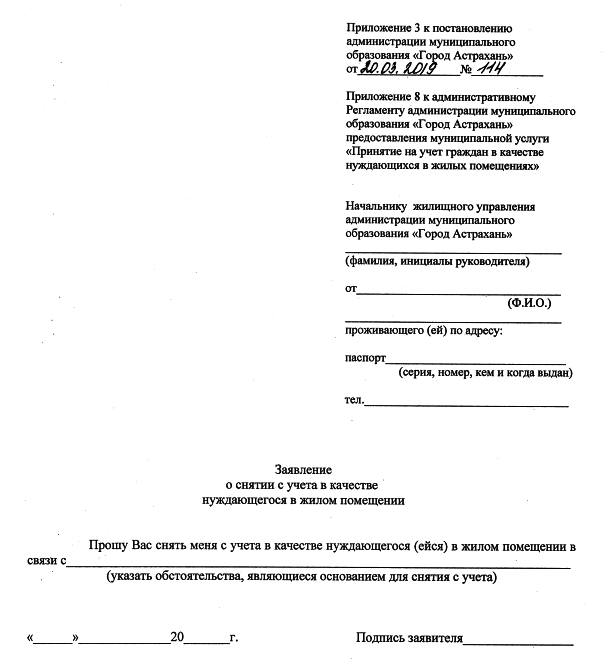 Приложение 3 к постановлению
администрации муниципального
образования «Город Астрахань»
от 20.03.2019 № 114
Приложение 8 к административному
Регламенту администрации муниципального
образования «Город Астрахань»
предоставления муниципальной услуги
«Принятие на учет граждан в качестве
нуждающихся в жилых помещениях»
Начальнику жилищного управления
администрации муниципального
образования «Город Астрахань»
(фамилия, инициалы руководителя)
от
(Ф.И.О.)
проживающего (ей) по адресу:
паспорт
(серия, номер, кем и когда выдан)
тел.
Заявление
о снятии с учета в качестве
нуждающегося в жилом помещении
Прошу Вас снять меня с учета в качестве нуждающегося (ейся) в жилом помещении в
связи с
(указать обстоятельства, являющиеся основанием для снятия с учета)
«______»______________20_______г. Подпись заявителя_________________